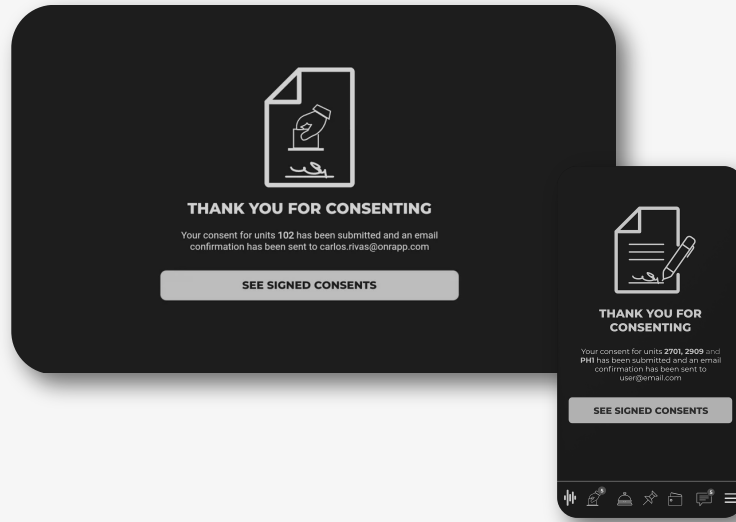 THANK YOU FOR CONSENTING
Your consent for units 102 has been submitted and an email
confirmation has been sent to carlos.rivas@onrapp.com
SEE SIGNED CONSENTS
THANK YOU FOR
CONSENTING
Your consent for units 2701, 2909 and
PH1 has been submitted and an email
confirmation has been sent to
user@email.com
SEE SIGNED CONSENTS